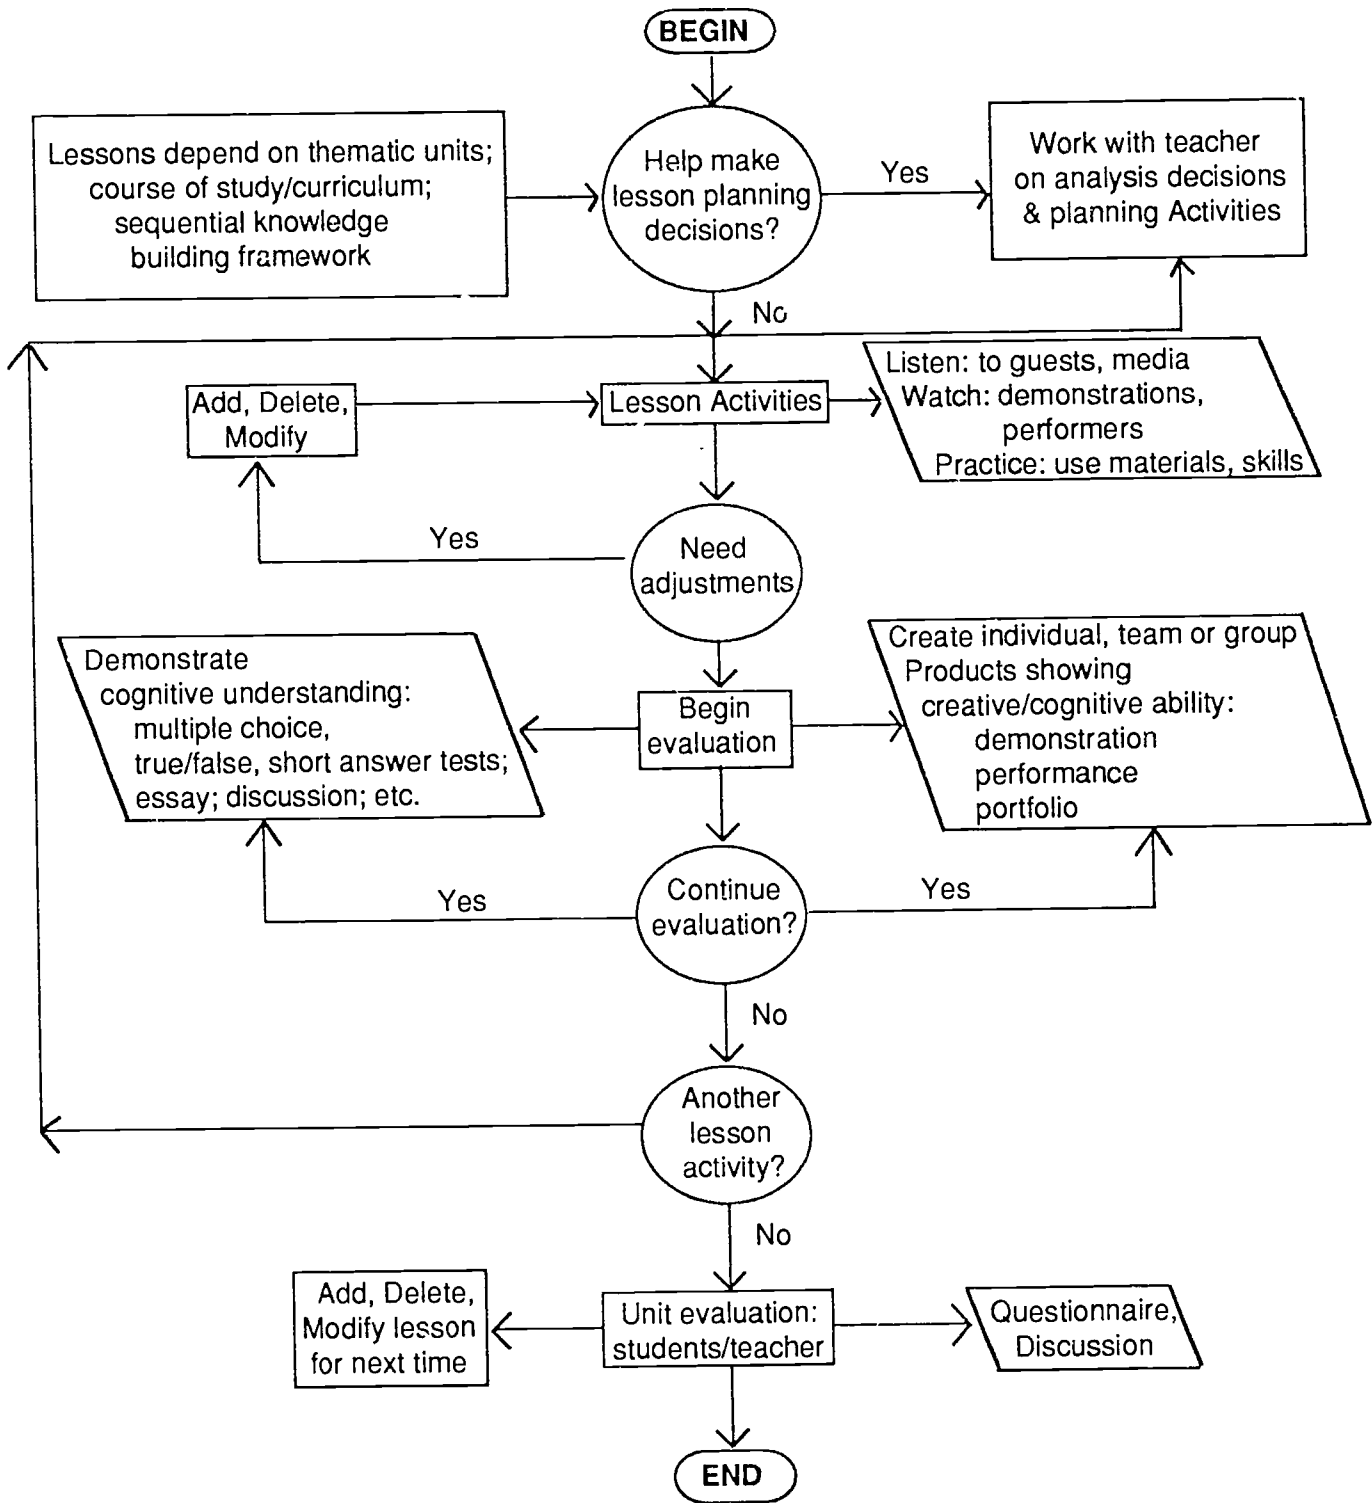 BEGIN
Lessons depend on thematic units;
course of study/curriculum;
sequential knowledge
building framework
Help make
lesson planning
decisions?
Yes
Work with teacher
on analysis decisions
& planning Activities
No
Add, Delete,
Modify
Lesson Activities
Listen: to guests, media
Watch: demonstrations,
performers
Practice: use materials, skills
Yes
Need
adjustments
Demonstrate
cognitive understanding:
multiple choice,
true/false, short answer tests;
essay; discussion; etc.
Begin
evaluation
Create individual, team or group
Products showing
creative/cognitive ability:
demonstration
performance
portfolio
Yes
Continue
evaluation?
Yes
No
Another
lesson
activity?
No
Add, Delete,
Modify lesson
for next time
Unit evaluation:
students/teacher
Questionnaire,
Discussion
END